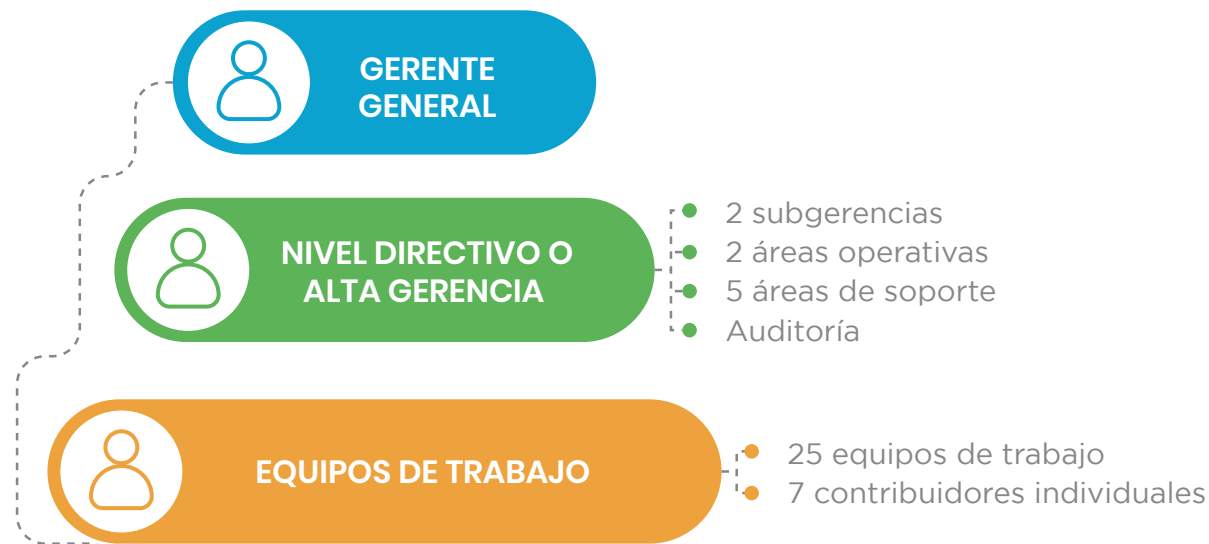 GERENTE
GENERAL
NIVEL DIRECTIVO O
ALTA GERENCIA
2 subgerencias
2 áreas operativas
5 áreas de soporte
Auditoría
EQUIPOS DE TRABAJO
25 equipos de trabajo
7 contribuidores individuales